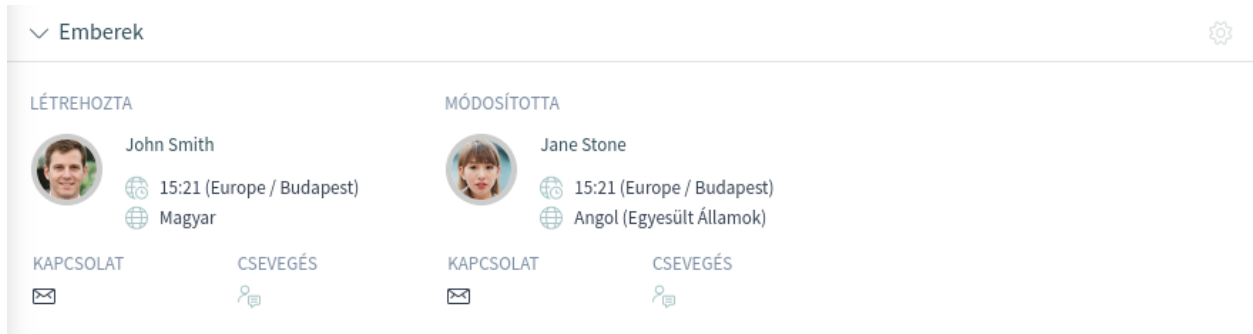 Emberek
LÉTREHOZTA
John Smith
15:21 (Europe / Budapest)
Magyar
KAPCSOLAT CSEVEGÉS
MÓDOSÍTOTTA
Jane Stone
15:21 (Europe / Budapest)
Angol (Egyesült Államok)
KAPCSOLAT CSEVEGÉS